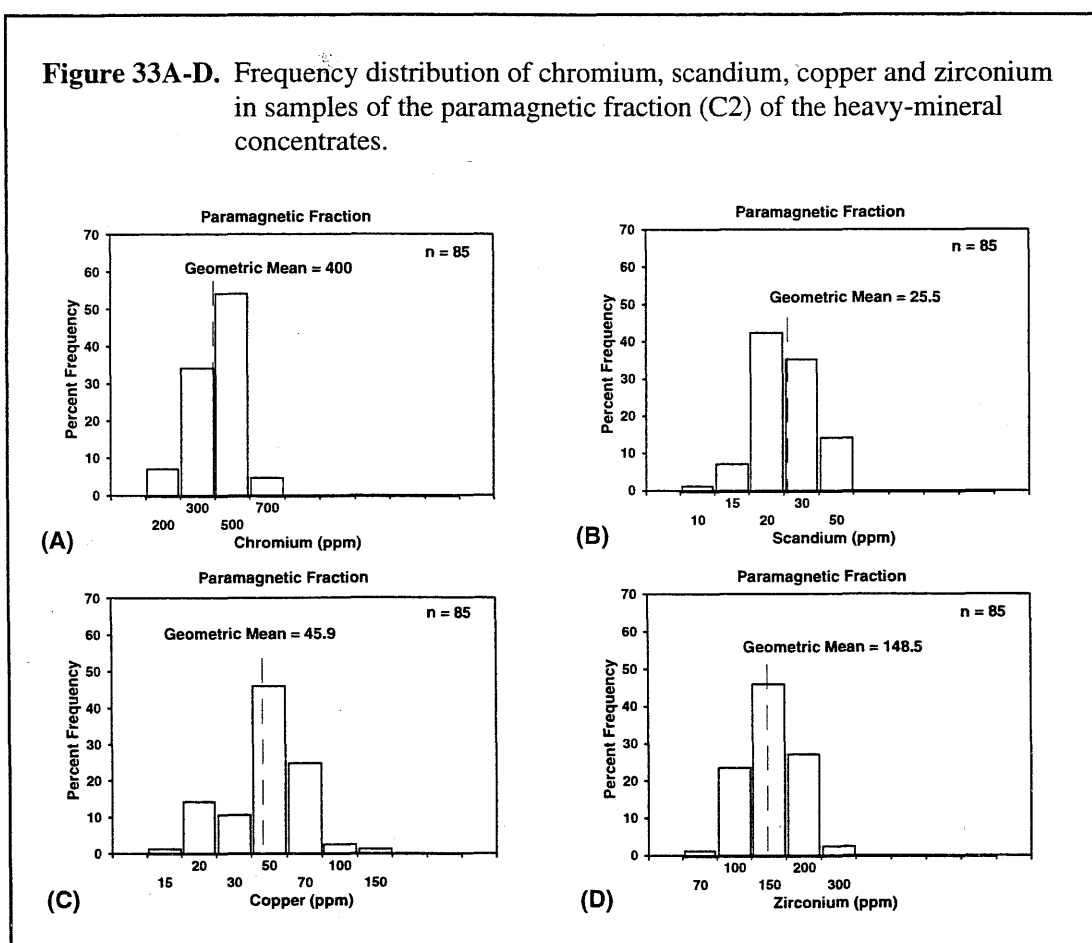 Figure 33A-D. Frequency distribution of chromium, scandium, copper and zirconium
in samples of the paramagnetic fraction (C2) of the heavy-mineral
concentrates.
Paramagnetic Fraction
70
n = 85
60
Geometric Mean = 400
50
40
30
20
10
0
Percent Frequency
300 700
200 500
(A)
Chromium (ppm)
Paramagnetic Fraction
70
n = 85
60
50
Geometric Mean = 25.5
40
30
20
10
0
Percent Frequency
15 30
10 20 50
(B)
Scandium (ppm)
Paramagnetic Fraction
70
n = 85
60
Geometric Mean = 45.9
50
40
30
20
10
0
Percent Frequency
20 50 100
15 30 70 150
(C)
Copper (ppm)
Paramagnetic Fraction
70
n = 85
60
Geometric Mean = 148.5
50
40
30
20
10
0
Percent Frequency
100 200
70 150 300
(D)
Zirconium (ppm)